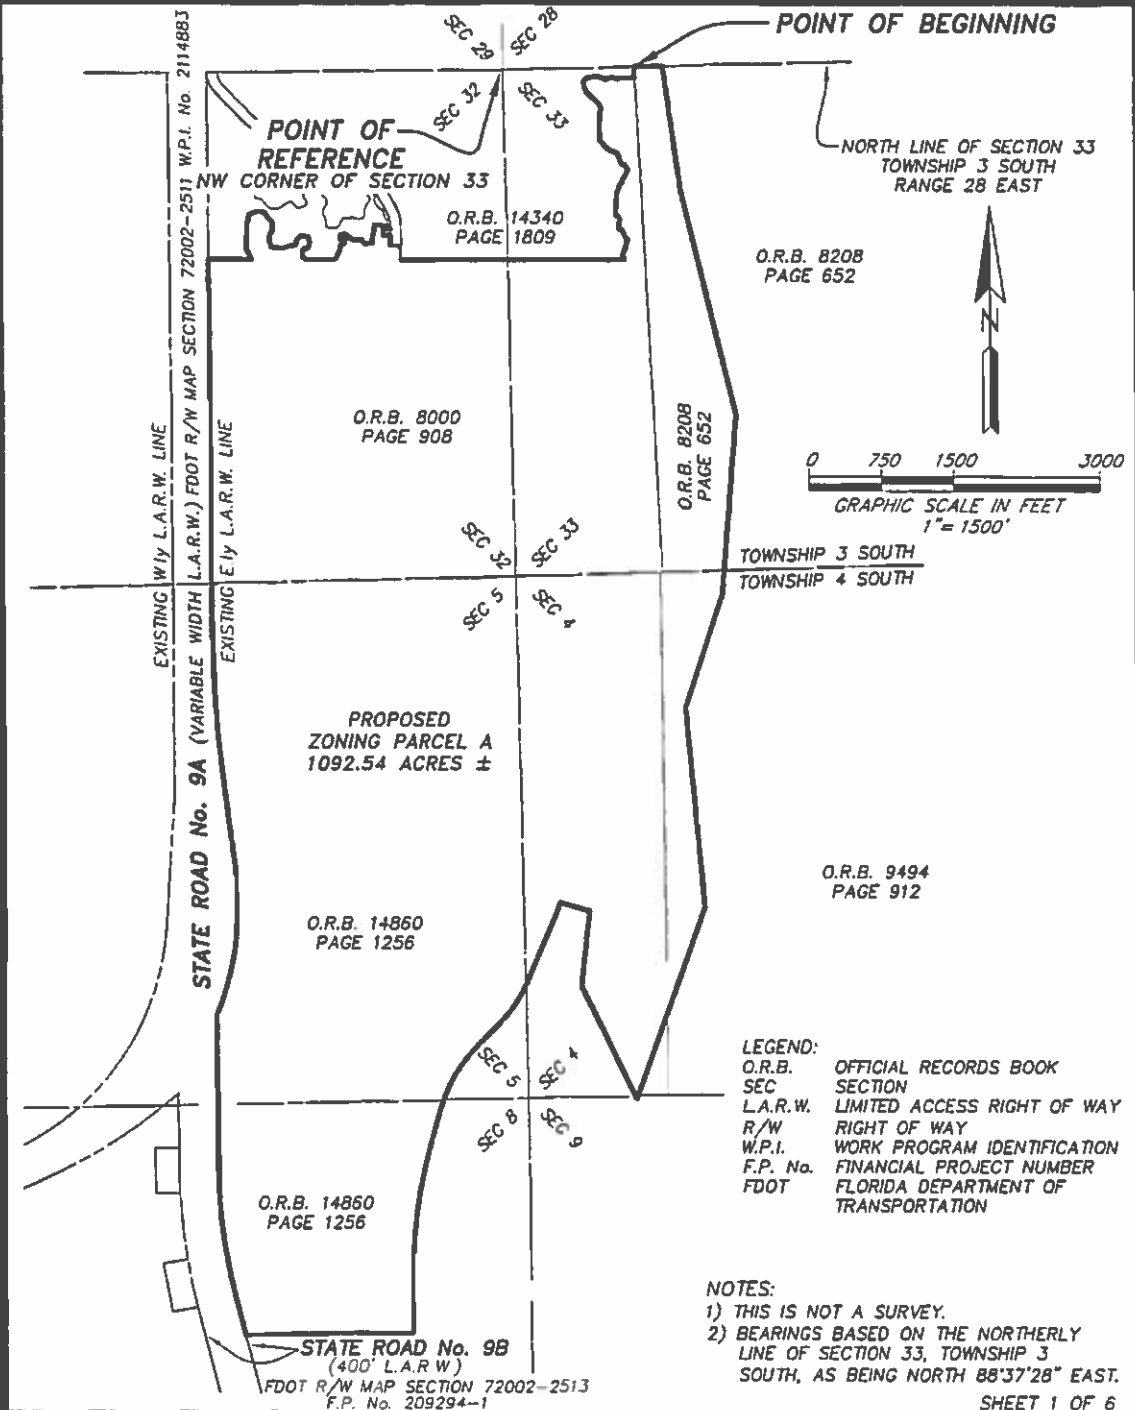 SEC 29
SEC 28
POINT OF BEGINNING
SEC 32
SEC 33
POINT OF
REFERENCE
NW CORNER OF SECTION 33
NORTH LINE OF SECTION 33
TOWNSHIP 3 SOUTH
RANGE 28 EAST
O.R.B. 14340
PAGE 1809
O.R.B. 8208
PAGE 652
N
O.R.B. 8000
PAGE 908
O.R.B. 8208
PAGE 652
0 750 1500 3000
GRAPHIC SCALE IN FEET
1"= 1500'
SEC 32
SEC 33
TOWNSHIP 3 SOUTH
TOWNSHIP 4 SOUTH
SEC 5
SEC 4
EXISTING W'ly L.A.R.W. LINE
STATE ROAD No. 9A (VARIABLE WIDTH L.A.R.W.) FDOT R/W MAP SECTION 72002-2511 W.P.I. No. 2114883
EXISTING E'ly L.A.R.W. LINE
PROPOSED
ZONING PARCEL A
1092.54 ACRES ±
O.R.B. 9494
PAGE 912
O.R.B. 14860
PAGE 1256
SEC 5
SEC 4
SEC 8
SEC 9
LEGEND:
O.R.B. OFFICIAL RECORDS BOOK
SEC SECTION
L.A.R.W. LIMITED ACCESS RIGHT OF WAY
R/W RIGHT OF WAY
W.P.I. WORK PROGRAM IDENTIFICATION
F.P. No. FINANCIAL PROJECT NUMBER
FDOT FLORIDA DEPARTMENT OF
TRANSPORTATION
O.R.B. 14860
PAGE 1256
NOTES:
1) THIS IS NOT A SURVEY.
2) BEARINGS BASED ON THE NORTHERLY
LINE OF SECTION 33, TOWNSHIP 3
SOUTH, AS BEING NORTH 88°37'28" EAST.
STATE ROAD No. 9B
(400' L.A.R W)
FDOT R/W MAP SECTION 72002-2513
F.P. No. 209294-1
SHEET 1 OF 6